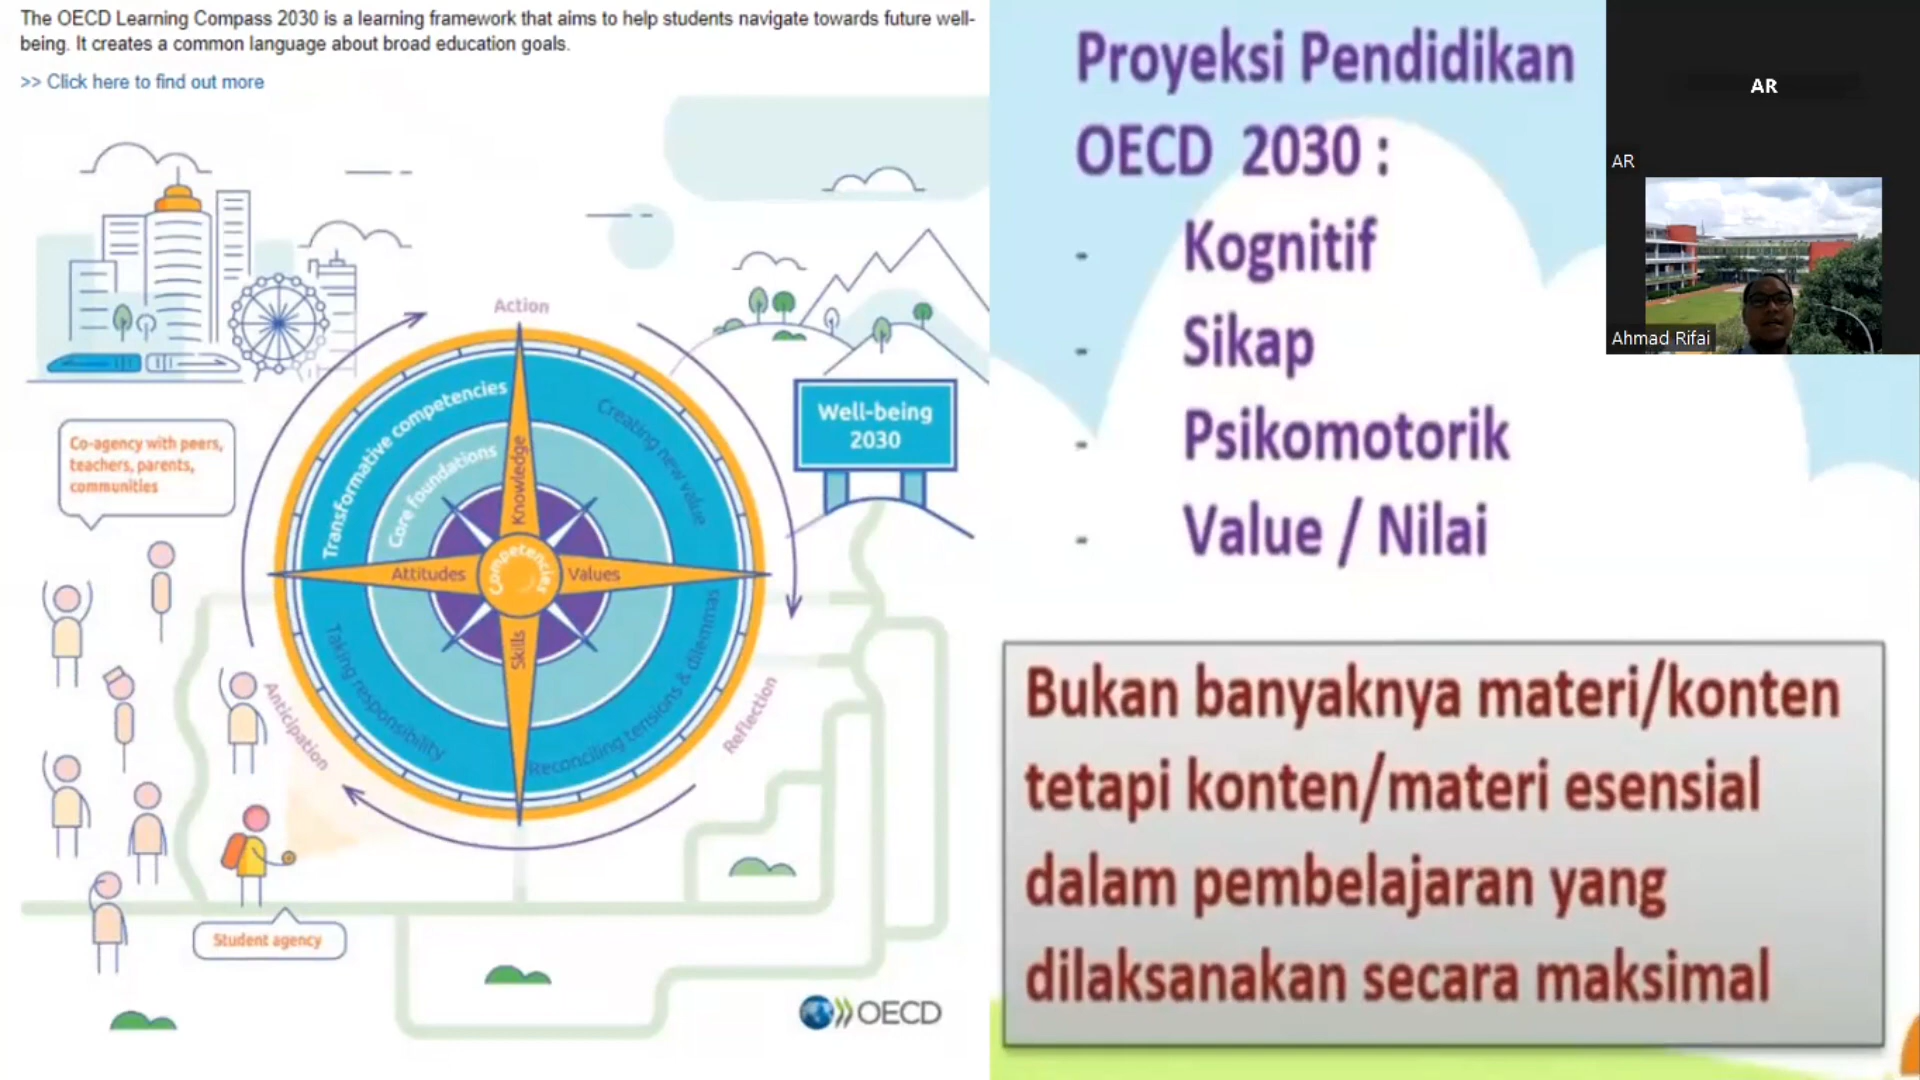 The OECD Learning Compass 2030 is a learning framework that aims to help students navigate towards future well-
being. It creates a common language about broad education goals.
>> Click here to find out more
Action
Transformative competencies
Creating new value
Core foundations
Knowledge
Attitudes
Competencies
Values
Skills
Taking responsibility
Reconciling tensions & dilemmas
Anticipation
Reflection
Well-being
2030
Co-agency with peers,
teachers, parents,
communities
Student agency
OECD
Proyeksi Pendidikan
OECD 2030 :
- Kognitif
- Sikap
- Psikomotorik
- Value / Nilai
Bukan banyaknya materi/konten
tetapi konten/materi esensial
dalam pembelajaran yang
dilaksanakan secara maksimal
AR
AR
Ahmad Rifai